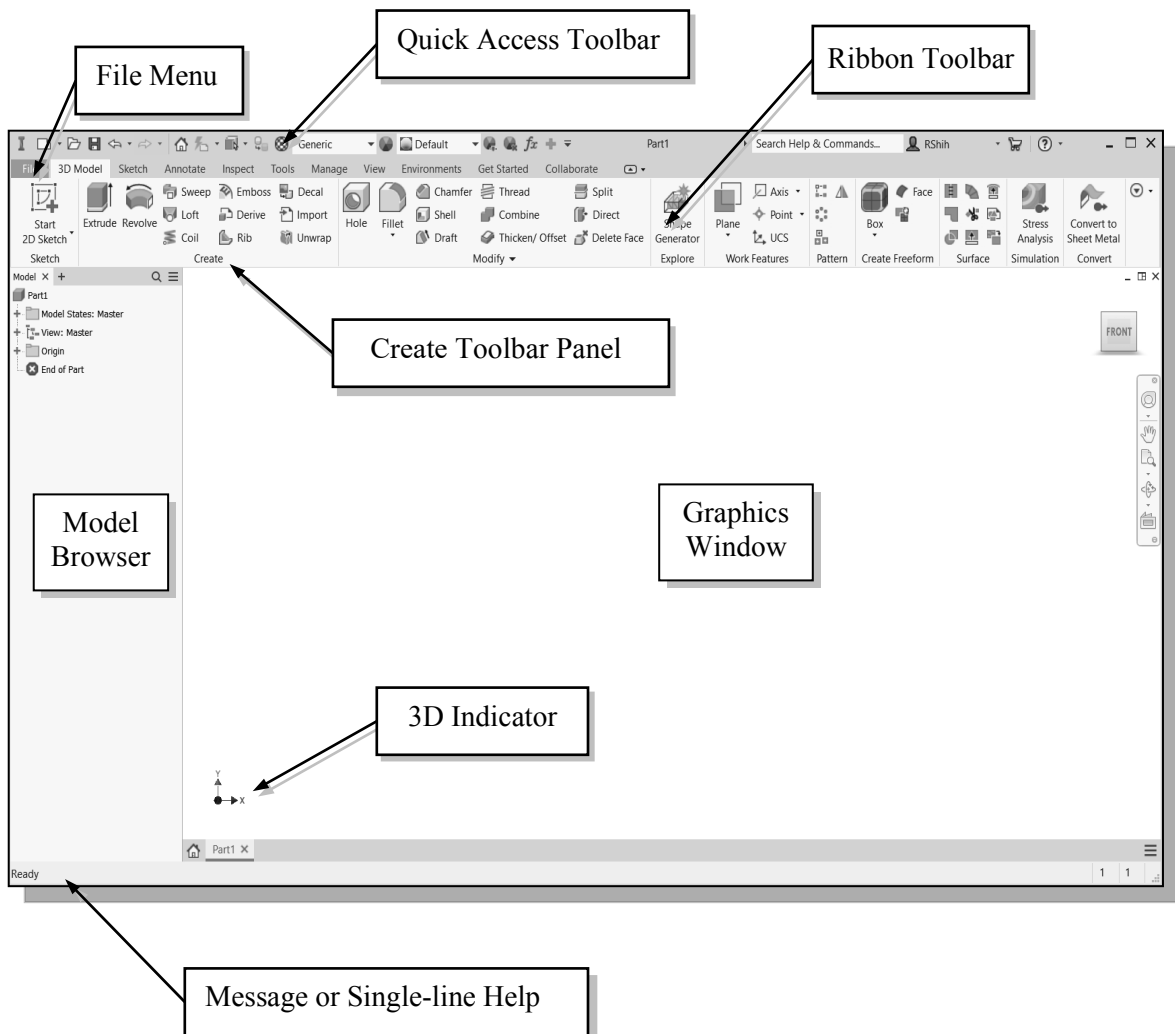 Quick Access Toolbar
Ribbon Toolbar
File Menu
Generic Default fx Part1 Search Help & Commands... RShih
3D Model Sketch Annotate Inspect Tools Manage View Environments Get Started Collaborate
Sweep Emboss Decal Chamfer Thread Split Axis Face
Start Extrude Revolve Loft Derive Import Hole Fillet Shell Combine Direct Plane Point Box Stress Convert to
2D Sketch Coil Rib Unwrap Draft Thicken/ Offset Delete Face Generator UCS Analysis Sheet Metal
Sketch Create Modify Explore Work Features Pattern Create Freeform Surface Simulation Convert
Model
Part1
Model States: Master
View: Master
Origin
End of Part
FRONT
Create Toolbar Panel
Model
Browser
Graphics
Window
3D Indicator
Y
X
Part1
Ready 1 1
Message or Single-line Help